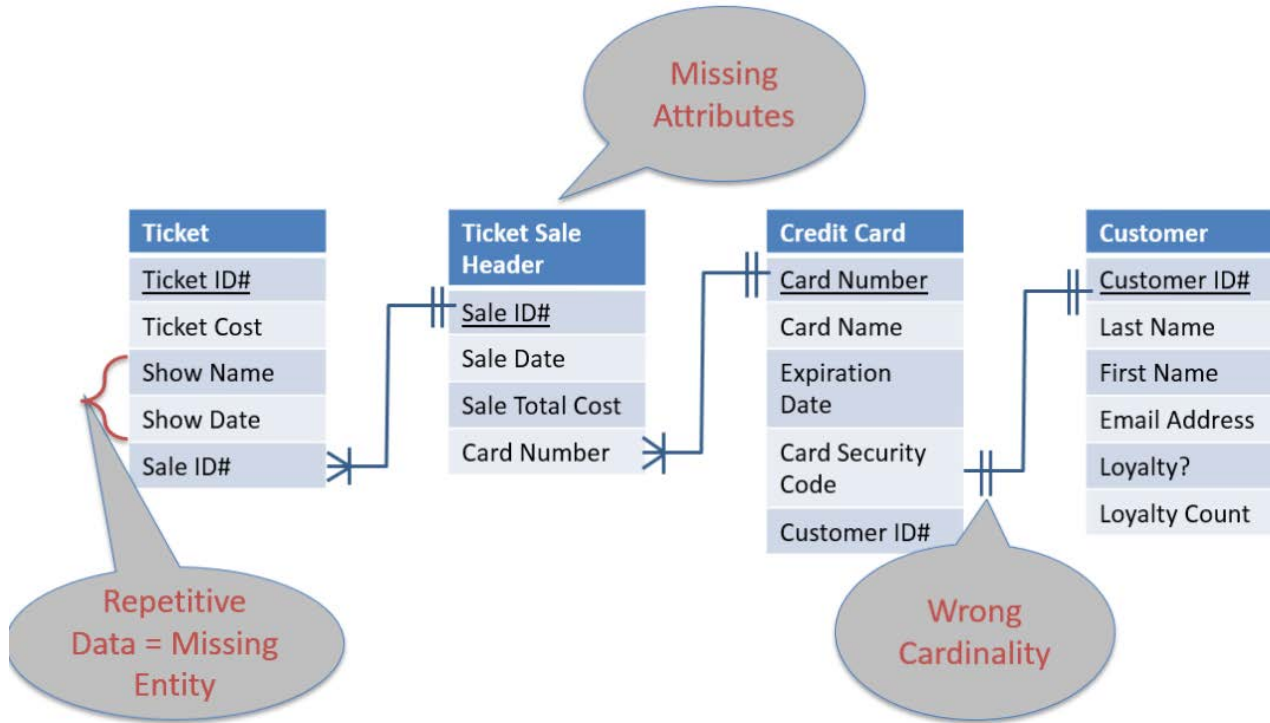 Missing
Attributes
Ticket
Ticket ID#
Ticket Cost
Show Name
Show Date
Sale ID#
Ticket Sale
Header
Sale ID#
Sale Date
Sale Total Cost
Card Number
Credit Card
Card Number
Card Name
Expiration
Date
Card Security
Code
Customer ID#
Customer
Customer ID#
Last Name
First Name
Email Address
Loyalty?
Loyalty Count
Repetitive
Data = Missing
Entity
Wrong
Cardinality